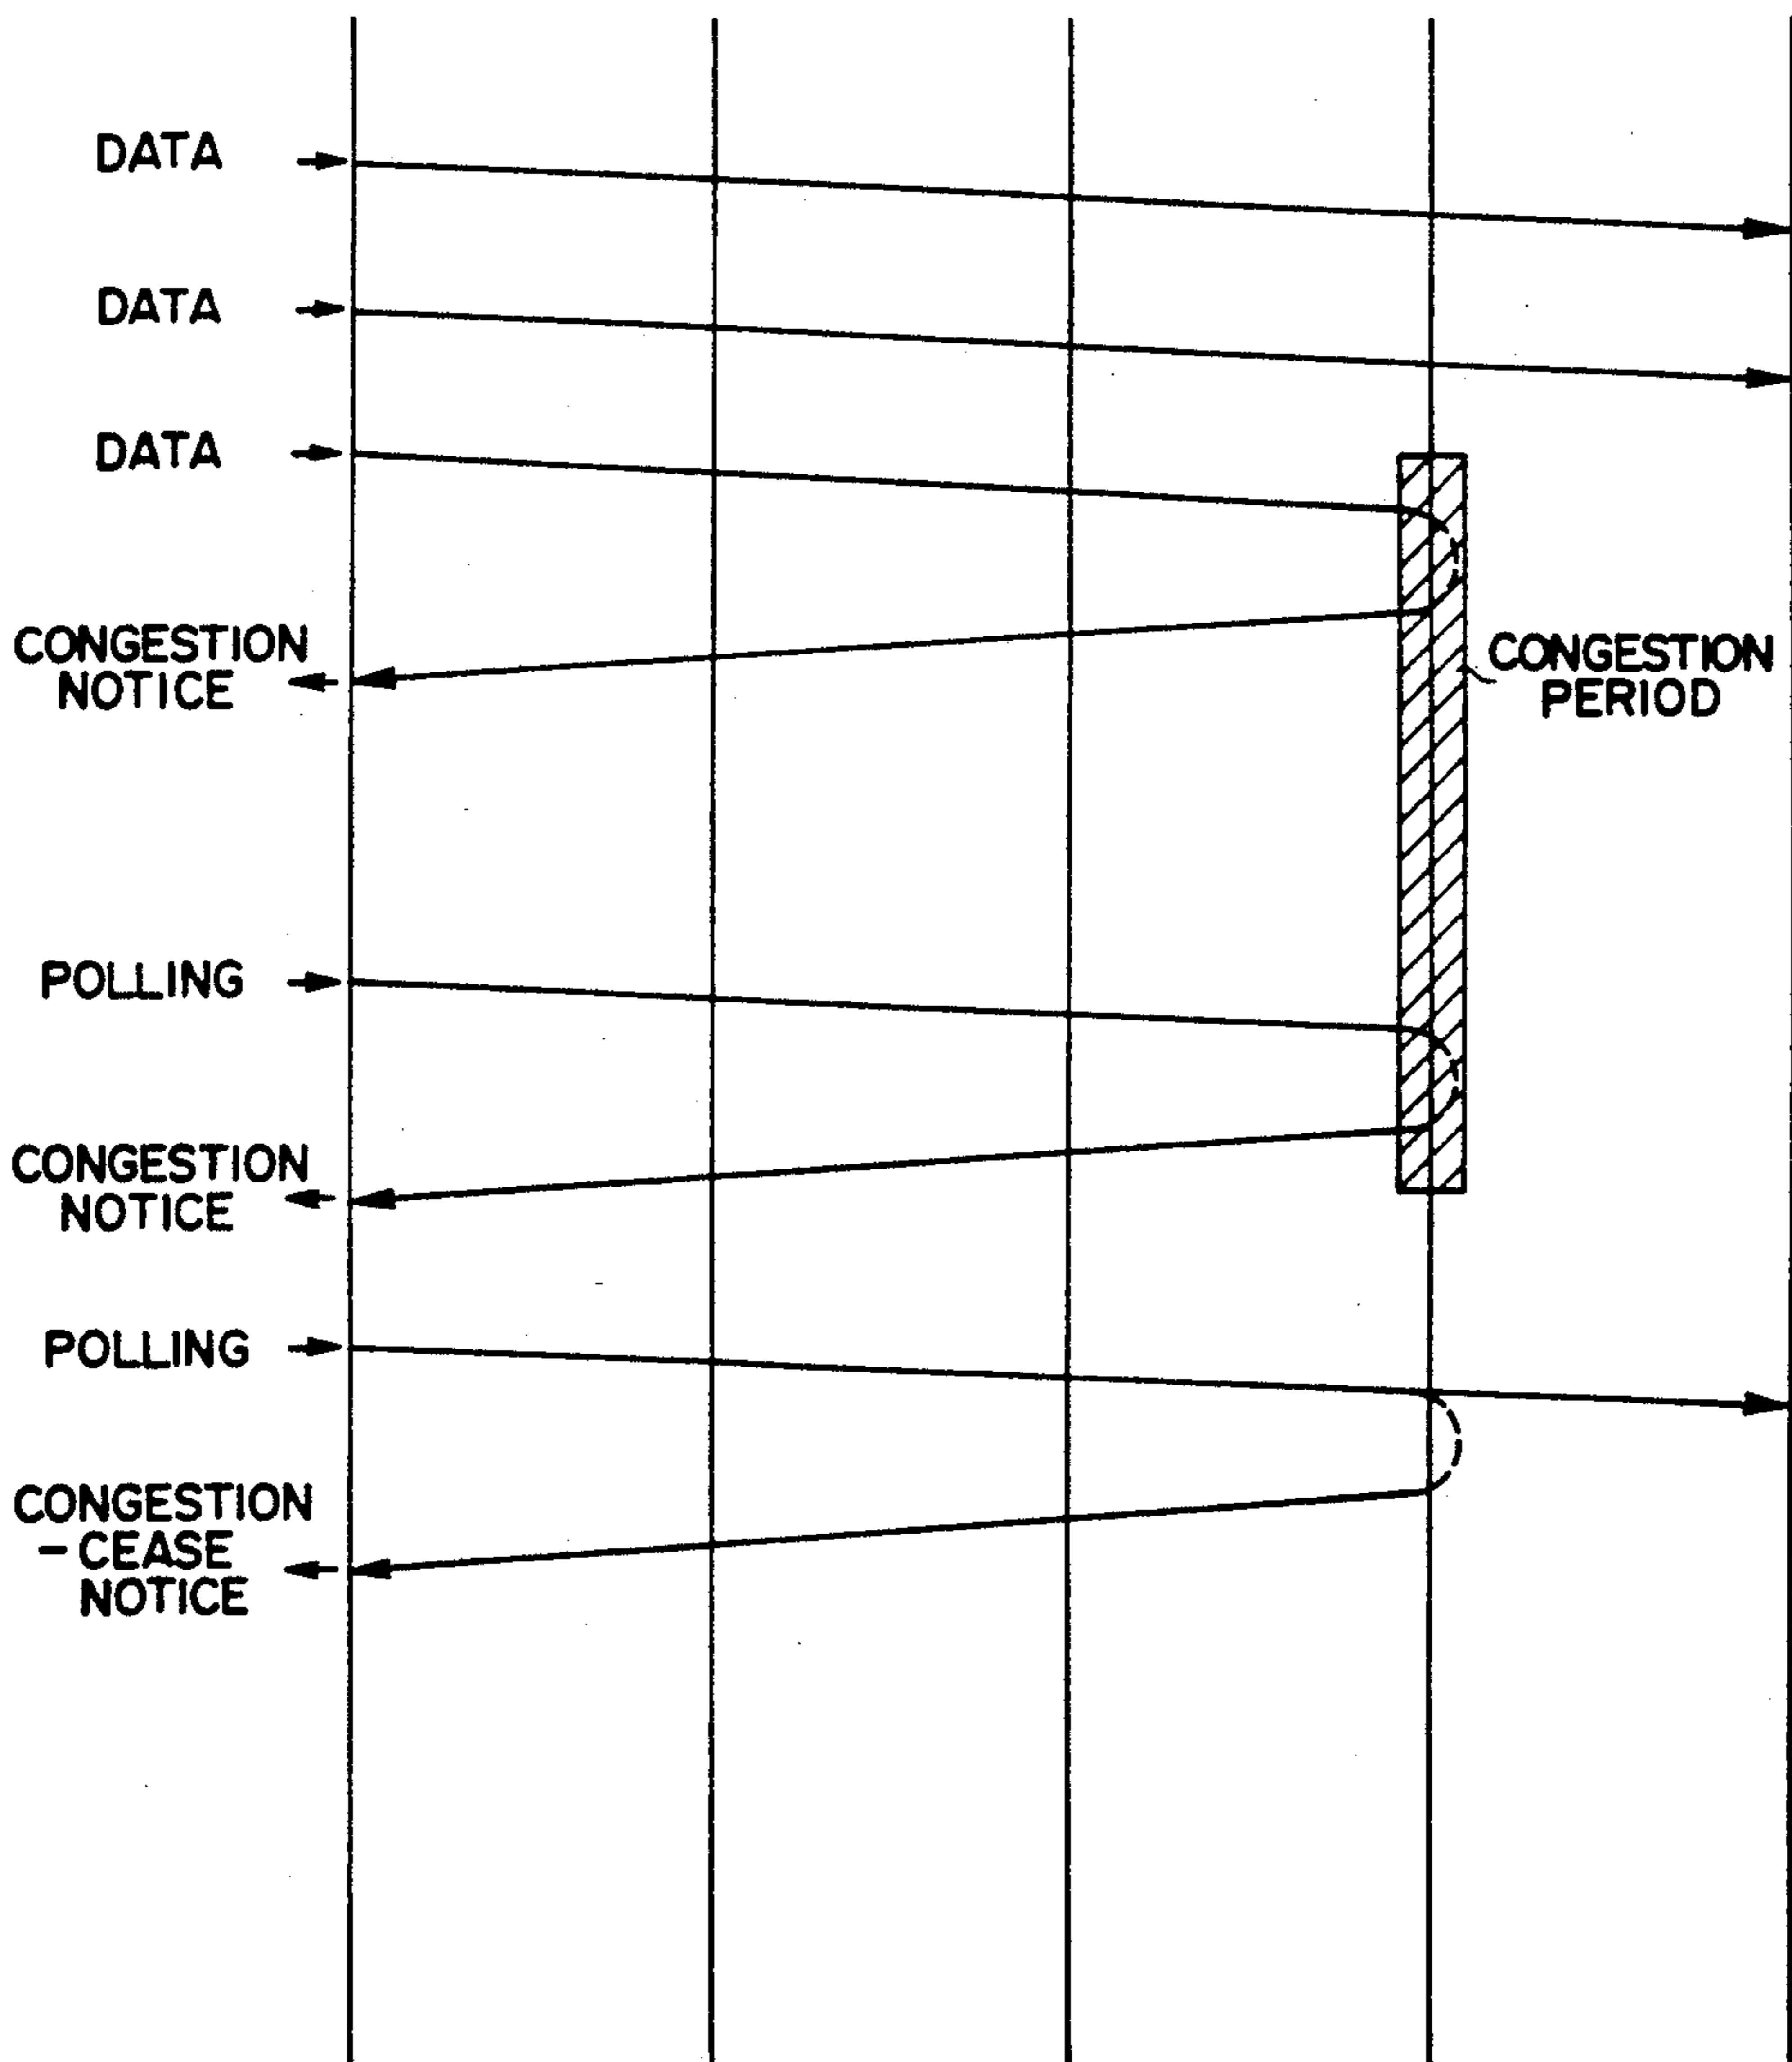 DATA
DATA
DATA
CONGESTION
NOTICE
CONGESTION
PERIOD
POLLING
CONGESTION
NOTICE
POLLING
CONGESTION
-CEASE
NOTICE